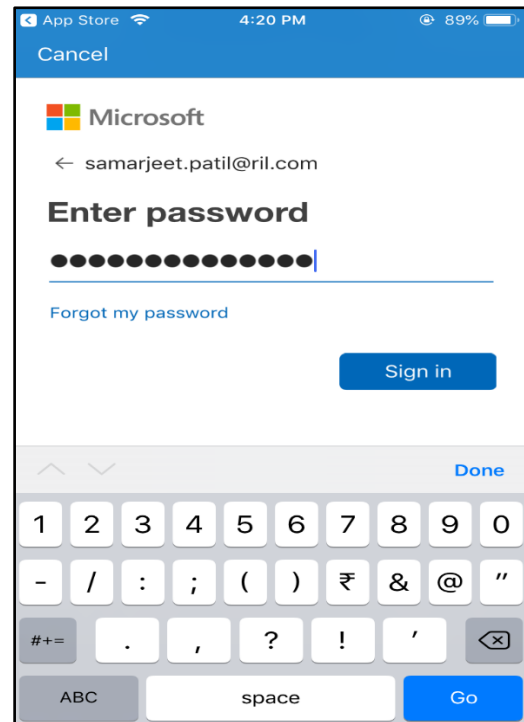 App Store 4:20 PM 89%
Cancel
Microsoft
← samarjeet.patil@ril.com
Enter password
●●●●●●●●●●●●●●
Forgot my password
Sign in
Done
1 2 3 4 5 6 7 8 9 0
- / : ; ( ) ₹ & @ "
#+= . , ? ! '
ABC space Go